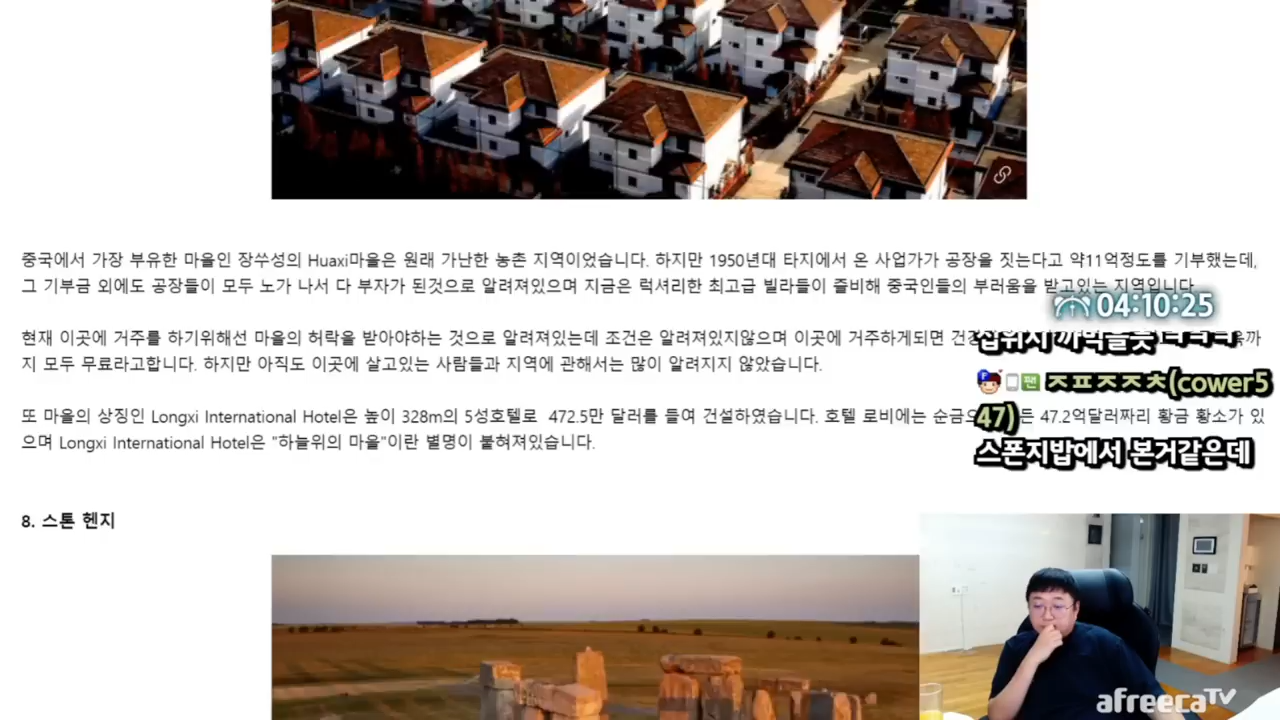 중국에서 가장 부유한 마을인 장쑤성의 Huaxi마을은 원래 가난한 농촌 지역이었습니다. 하지만 1950년대 타지에서 온 사업가가 공장을 짓는다고 약11억정도를 기부했는데,
그 기부금 외에도 공장들이 모두 노가 나서 다 부자가 된것으로 알려져있으며 지금은 럭셔리한 최고급 빌라들이 즐비해 중국인들의 부러움을 받고있는 지역입니다
04:10:25
현재 이곳에 거주를 하기위해선 마을의 허락을 받아야하는 것으로 알려져있는데 조건은 알려져있지않으며 이곳에 거주하게되면
지 모두 무료라고합니다. 하지만 아직도 이곳에 살고있는 사람들과 지역에 관해서는 많이 알려지지 않았습니다.
팬 ㅈㅍㅈㅈㅊ(cower5
47)
스폰지밥에서 본거같은데
또 마을의 상징인 Longxi International Hotel은 높이 328m의 5성호텔로 472.5만 달러를 들여 건설하였습니다. 호텔 로비에는 47.2억달러짜리 황금 황소가 있
으며 Longxi International Hotel은 "하늘위의 마을"이란 별명이 붙혀져있습니다.
8. 스톤 헨지
afreecaTV